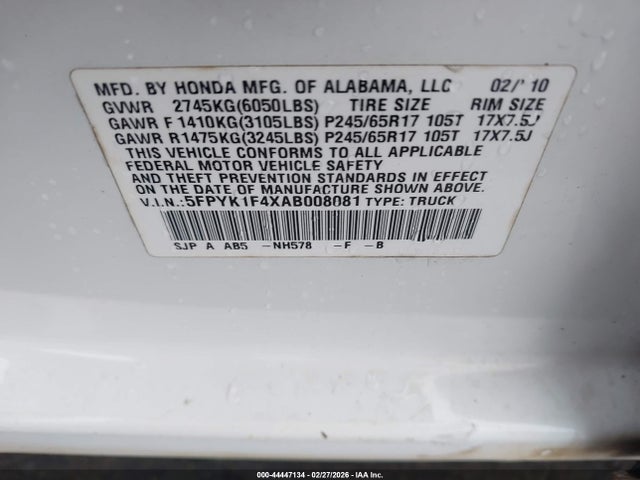 MFD. BY HONDA MFG. OF ALABAMA, LLC 02/'10
GVWR 2745KG(6050LBS) TIRE SIZE RIM SIZE
GAWR F 1410KG(3105LBS) P245/65R17 105T 17X7.5J
GAWR R 1475KG(3245LBS) P245/65R17 105T 17X7.5J
THIS VEHICLE CONFORMS TO ALL APPLICABLE
FEDERAL MOTOR VEHICLE SAFETY
AND THEFT PREVENTION STANDARDS IN EFFECT
ON THE DATE OF MANUFACTURE SHOWN ABOVE.
V.I.N.: 5FPYK1F4XAB008081 TYPE: TRUCK
SJP A AB5 -NH578 -F -B
000-44447134 - 02/27/2026 - IAA Inc.